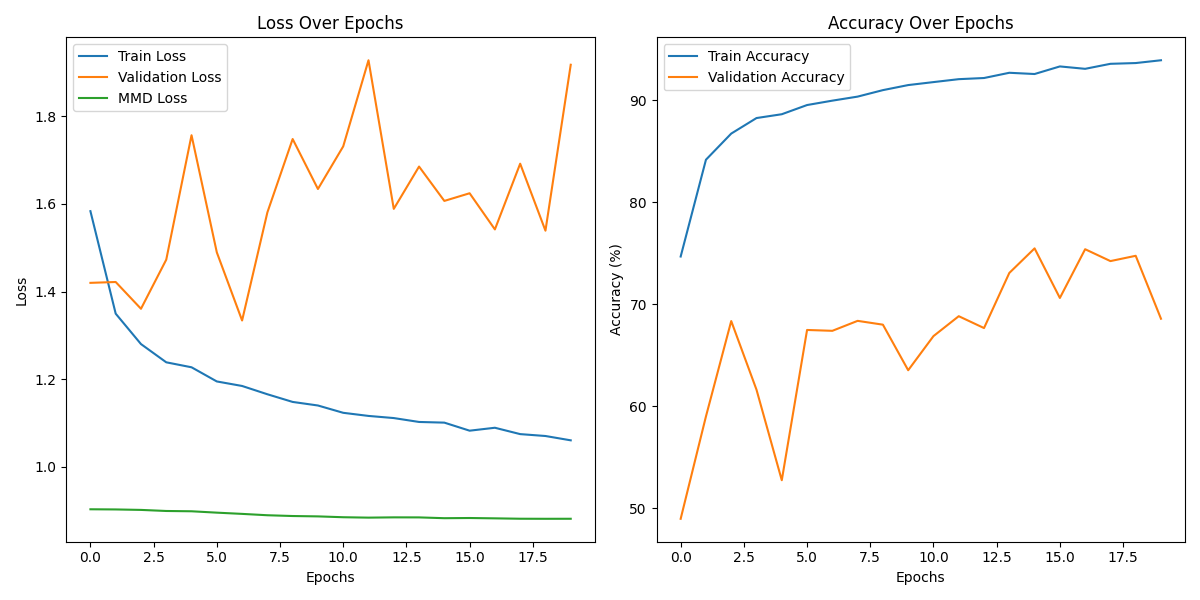 Loss Over Epochs
Train Loss
Validation Loss
MMD Loss
1.8
1.6
1.4
1.2
1.0
Loss
0.0
2.5
5.0
7.5
10.0
12.5
15.0
17.5
Epochs
Accuracy Over Epochs
Train Accuracy
Validation Accuracy
90
80
70
60
50
Accuracy (%)
0.0
2.5
5.0
7.5
10.0
12.5
15.0
17.5
Epochs